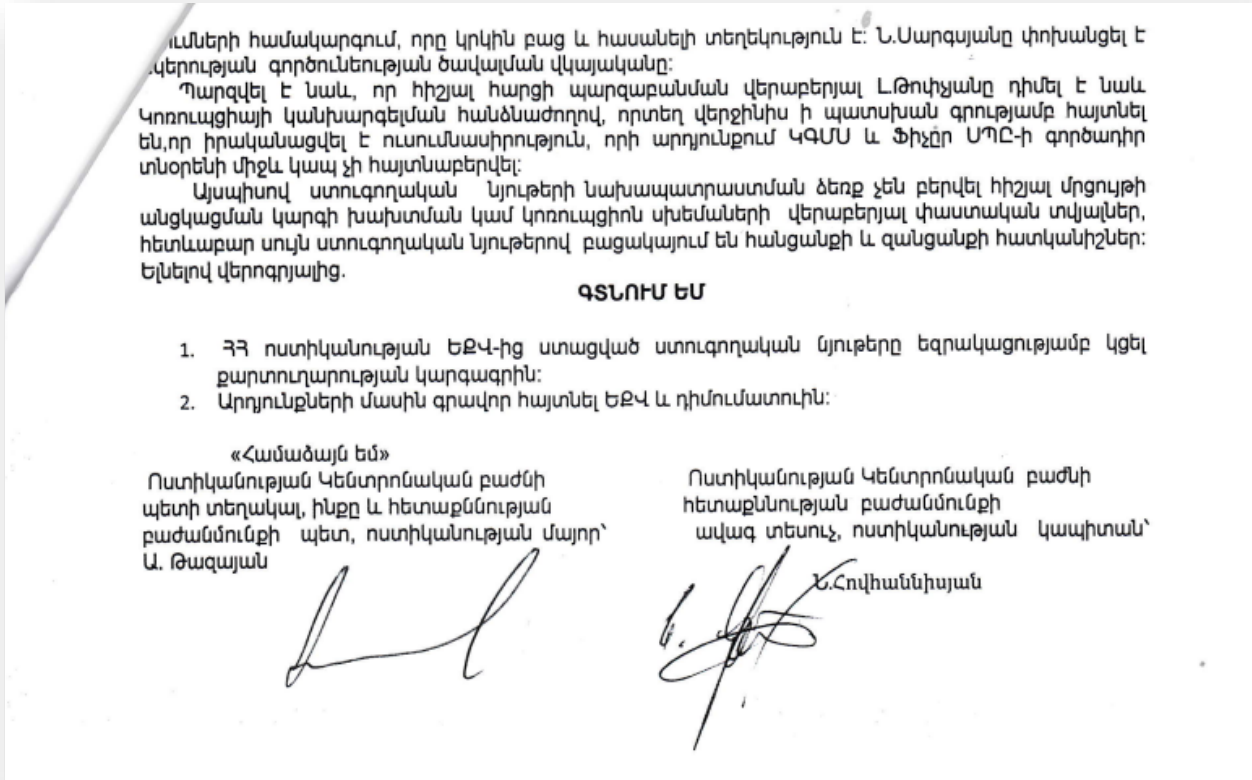 ումների համակարգում, որը կրկին բաց և հասանելի տեղեկություն է: Ն.Սարգսյանը փոխանցել է
կերության գործունեության ծավալման վկայականը:
Պարզվել է նաև, որ հիշյալ հարցի պարզաբանման վերաբերյալ Լ.Թոփչյանը դիմել է նաև
Կոռուպցիայի կանխարգելման հանձնաժողով, որտեղ վերջինիս ի պատսխան գրությամբ հայտնել
են,որ իրականացվել է ուսումնասիրություն, որի արդյունքում ԿԳՄՍ և Ֆիչըր ՍՊԸ-ի գործադիր
տնօրենի միջև կապ չի հայտնաբերվել:
Այսպիսով ստուգողական նյութերի նախապատրաստման ձեռք չեն բերվել հիշյալ մրցույթի
անցկացման կարգի խախտման կամ կոռուպցիոն սխեմաների վերաբերյալ փաստական տվյալներ,
հետևաբար սույն ստուգողական նյութերով բացակայում են հանցանքի և զանցանքի հատկանիշներ:
Ելնելով վերոգրյալից.
ԳՏՆՈՒՄ ԵՄ
1. ՀՀ ոստիկանության ԵՔՎ-ից ստացված ստուգողական նյութերը եզրակացությամբ կցել
քարտուղարության կարգագրին:
2. Արդյունքների մասին գրավոր հայտնել ԵՔՎ և դիմումատուին:
«Համաձայն եմ»
Ոստիկանության Կենտրոնական բաժնի
պետի տեղակալ, ինքը և հետաքննության
բաժանմունքի պետ, ոստիկանության մայոր՝
Ա. Թազայան
Ոստիկանության Կենտրոնական բաժնի
հետաքննության բաժանմունքի
ավագ տեսուչ, ոստիկանության կապիտան՝
Ն.Հովհաննիսյան